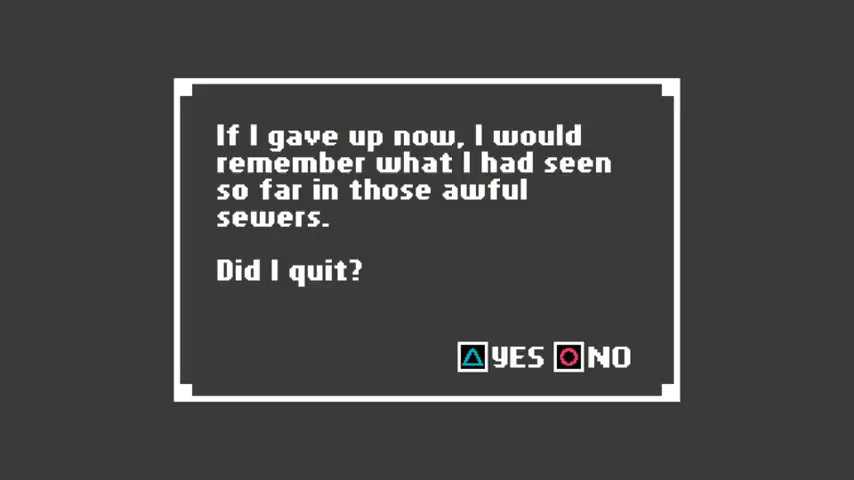 If I gave up now, I would
remember what I had seen
so far in those awful
sewers.
Did I quit?
YES NO